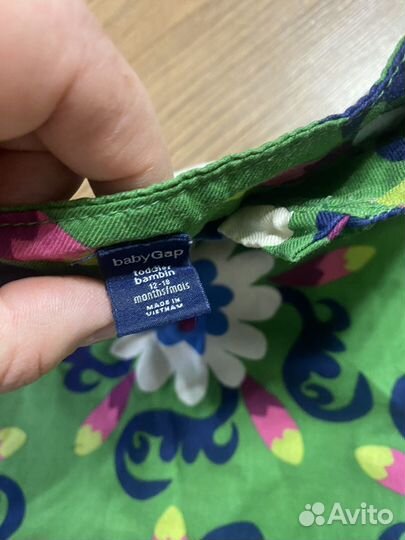 babyGap
toddler
bambin
12-18
months/mois
MADE IN
VIETNAM
Avito